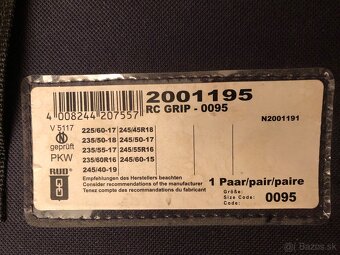 2001195
RC GRIP - 0095
4 008244 207557
N2001191
V 5117
N
geprüft
PKW
RUD
225/60-17 245/45R18
235/50-18 245/50-17
235/55-17 245/55R16
235/60R16 245/60-15
245/40-19
Empfehlungen des Herstellers beachten
Consider recommendations of the manufacturer
Tenez compte des recommandations du fabricant
1 Paar/pair/paire
Größe:
Size Code:
Code:
0095
bazos.sk